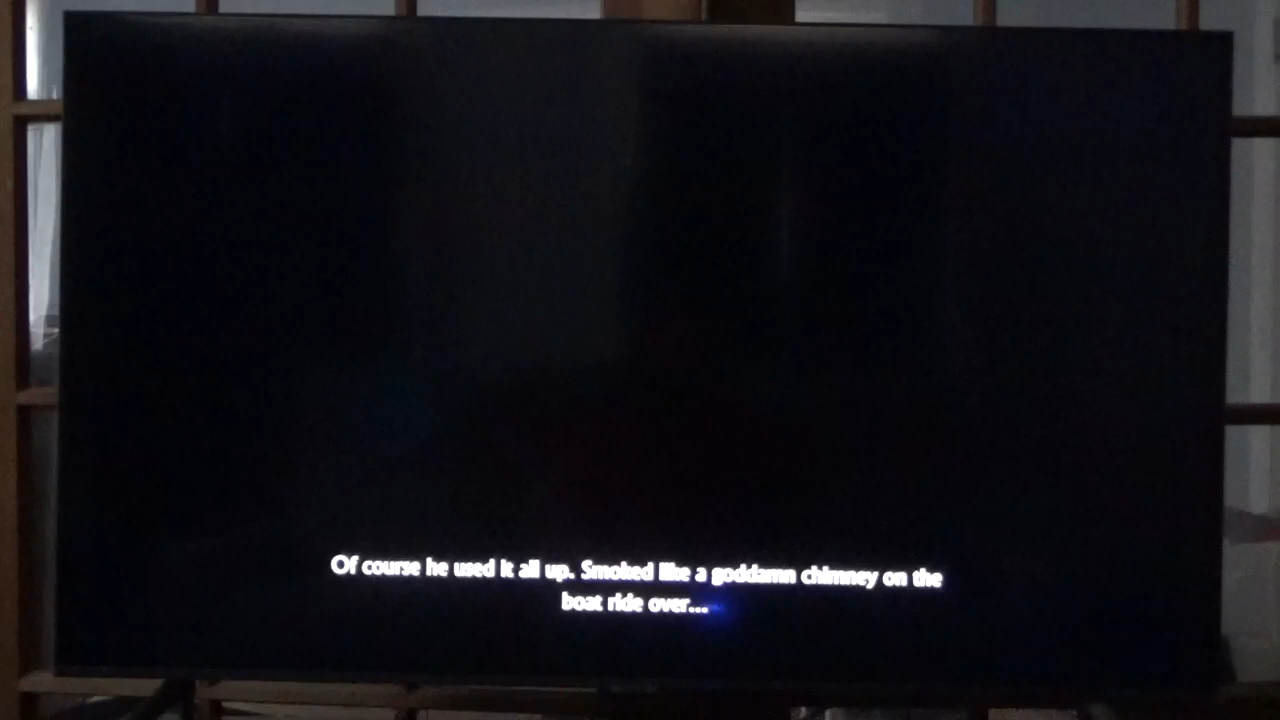 Of course he used it all up. Smoked like a goddamn chimney on the
boat ride over...